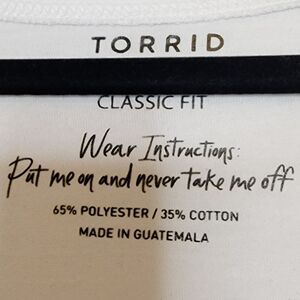 TORRID
CLASSIC FIT
Wear Instructions:
Put me on and never take me off
65% POLYESTER / 35% COTTON
MADE IN GUATEMALA